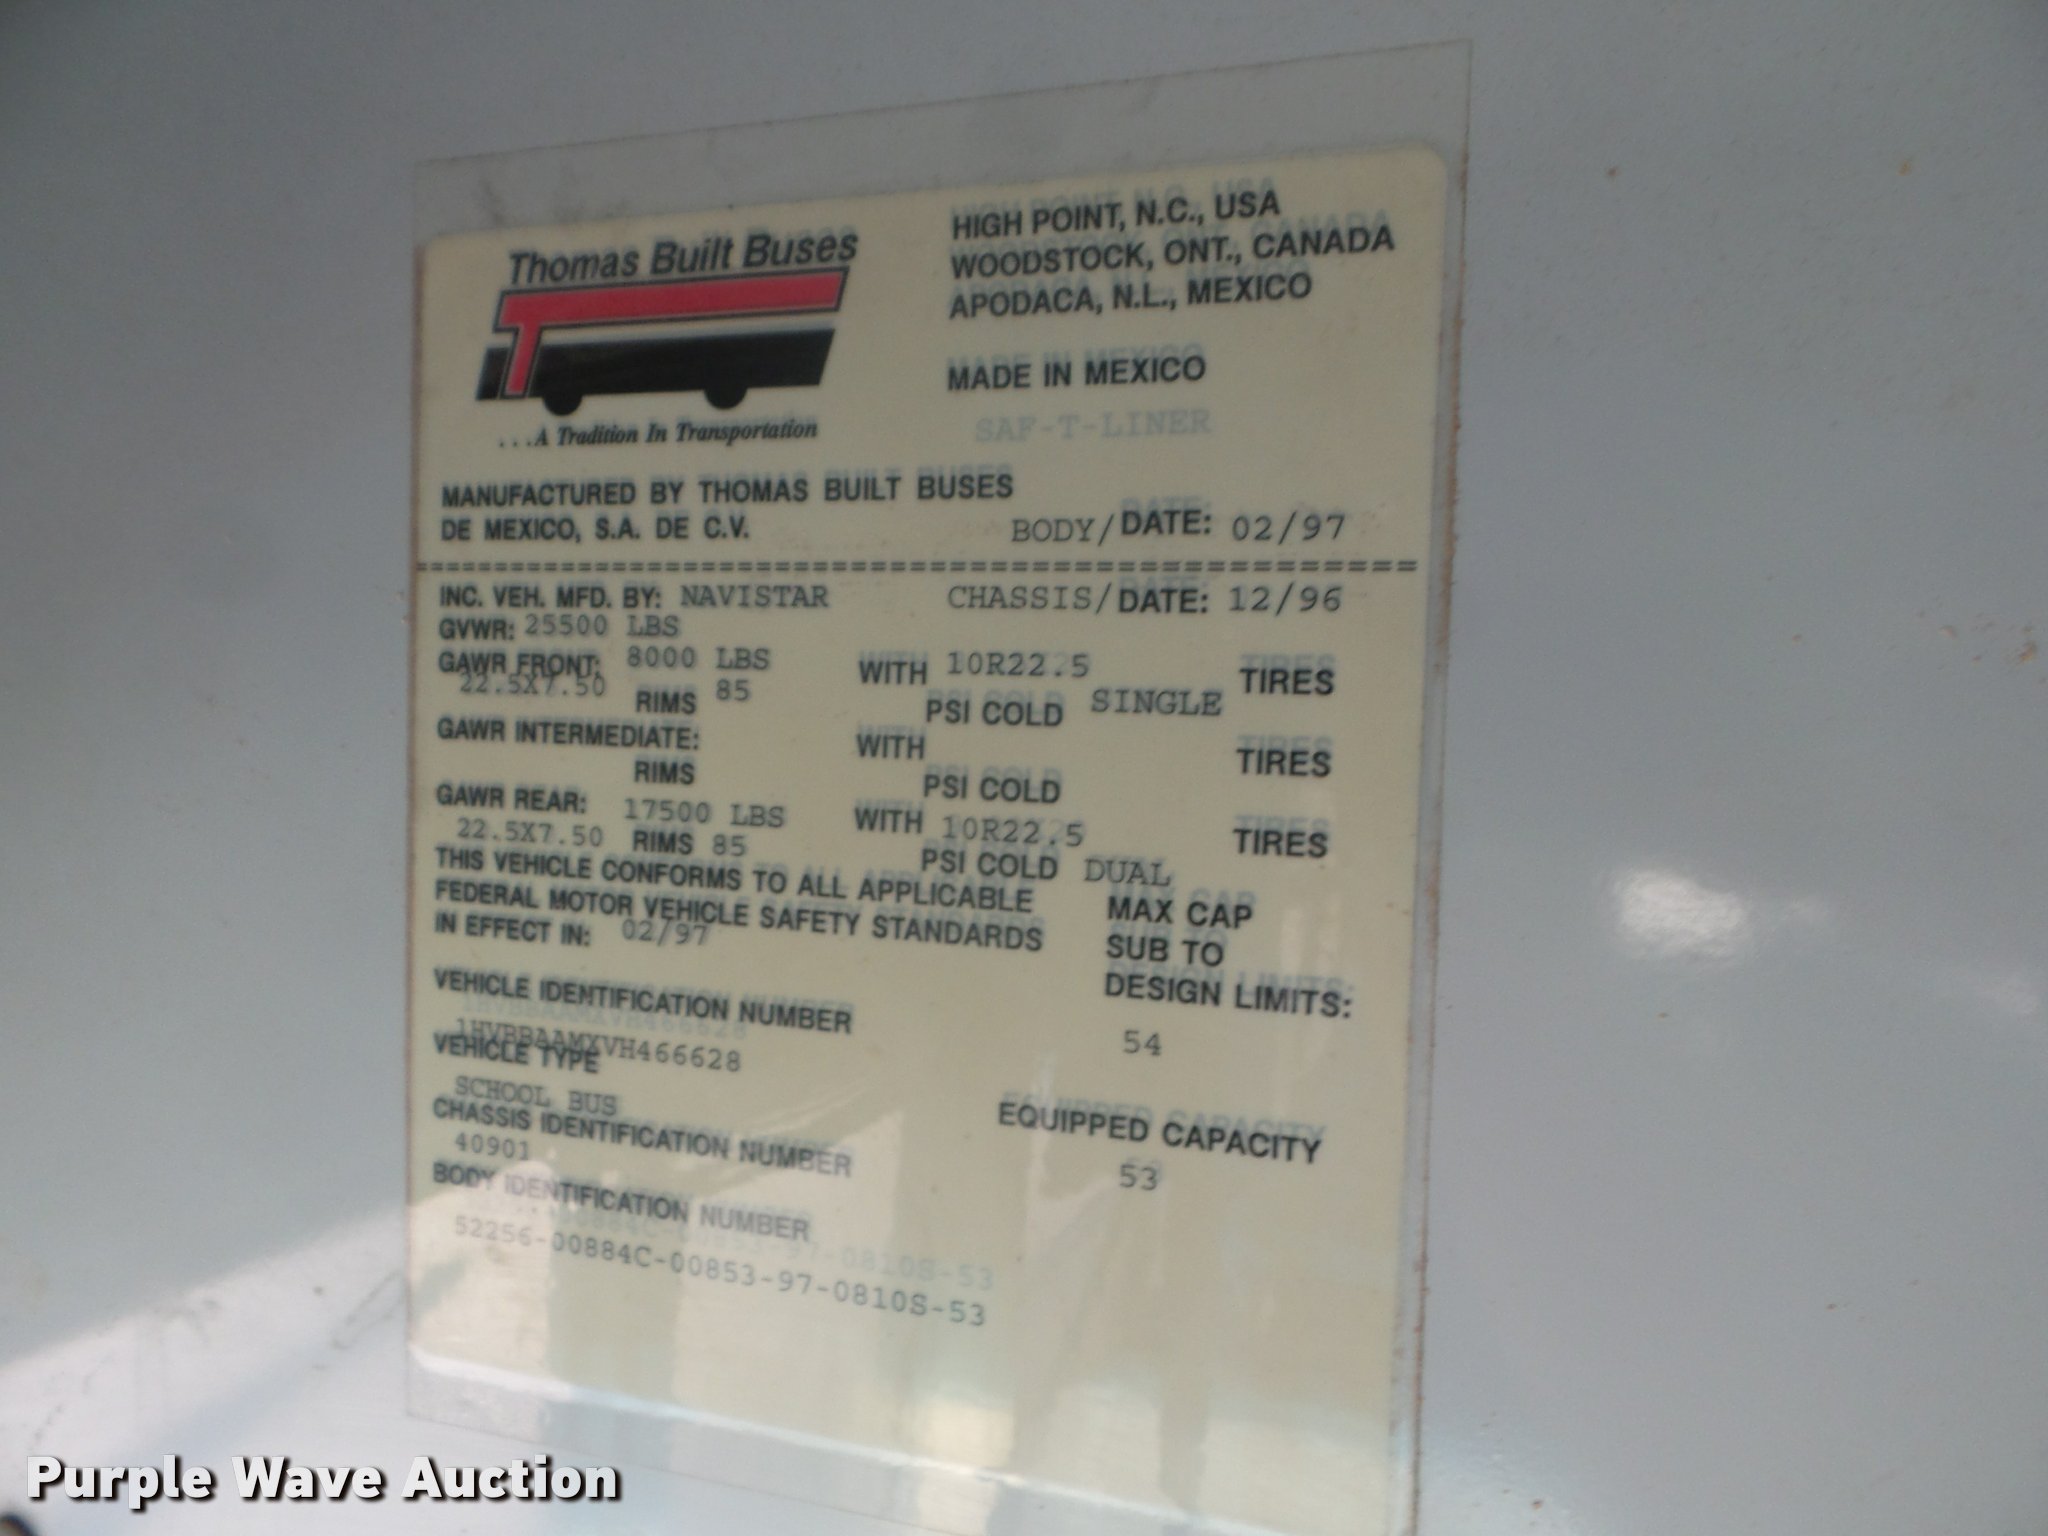 Thomas Built Buses
...A Tradition In Transportation
HIGH POINT, N.C., USA
WOODSTOCK, ONT., CANADA
APODACA, N.L., MEXICO
MADE IN MEXICO
SAF-T-LINER
MANUFACTURED BY THOMAS BUILT BUSES
DE MEXICO, S.A. DE C.V. BODY/DATE: 02/97
INC. VEH. MFD. BY: NAVISTAR CHASSIS/DATE: 12/96
GVWR: 25500 LBS
GAWR FRONT: 8000 LBS WITH 10R22.5 TIRES
22.5X7.50 RIMS 85 PSI COLD SINGLE
GAWR INTERMEDIATE: WITH TIRES
RIMS PSI COLD
GAWR REAR: 17500 LBS WITH 10R22.5 TIRES
22.5X7.50 RIMS 85 PSI COLD DUAL
THIS VEHICLE CONFORMS TO ALL APPLICABLE
FEDERAL MOTOR VEHICLE SAFETY STANDARDS
IN EFFECT IN: 02/97
MAX CAP
SUB TO
DESIGN LIMITS:
54
VEHICLE IDENTIFICATION NUMBER
1HVBBAAMXVH466628
VEHICLE TYPE
SCHOOL BUS
CHASSIS IDENTIFICATION NUMBER
40901
EQUIPPED CAPACITY
53
BODY IDENTIFICATION NUMBER
52256-00884C-00853-97-0810S-53
Purple Wave Auction